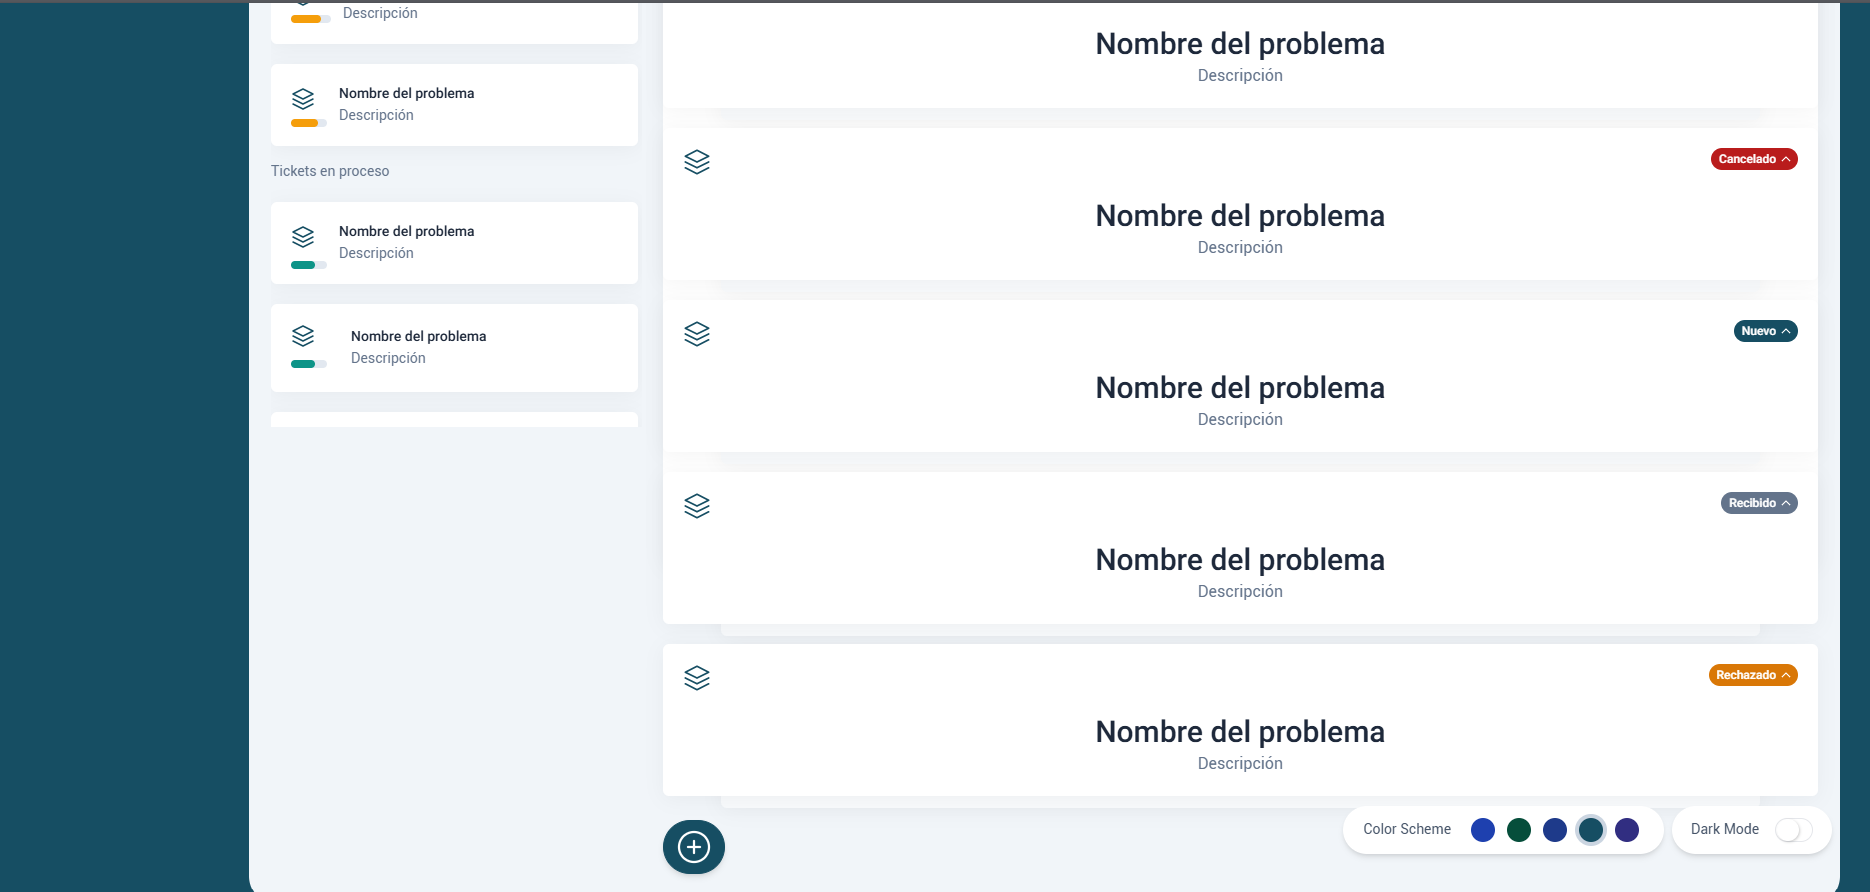 Descripción
Nombre del problema
Descripción
Tickets en proceso
Nombre del problema
Descripción
Nombre del problema
Descripción
Nombre del problema
Descripción
Cancelado
Nombre del problema
Descripción
Nuevo
Nombre del problema
Descripción
Recibido
Nombre del problema
Descripción
Rechazado
Nombre del problema
Descripción
Color Scheme
Dark Mode